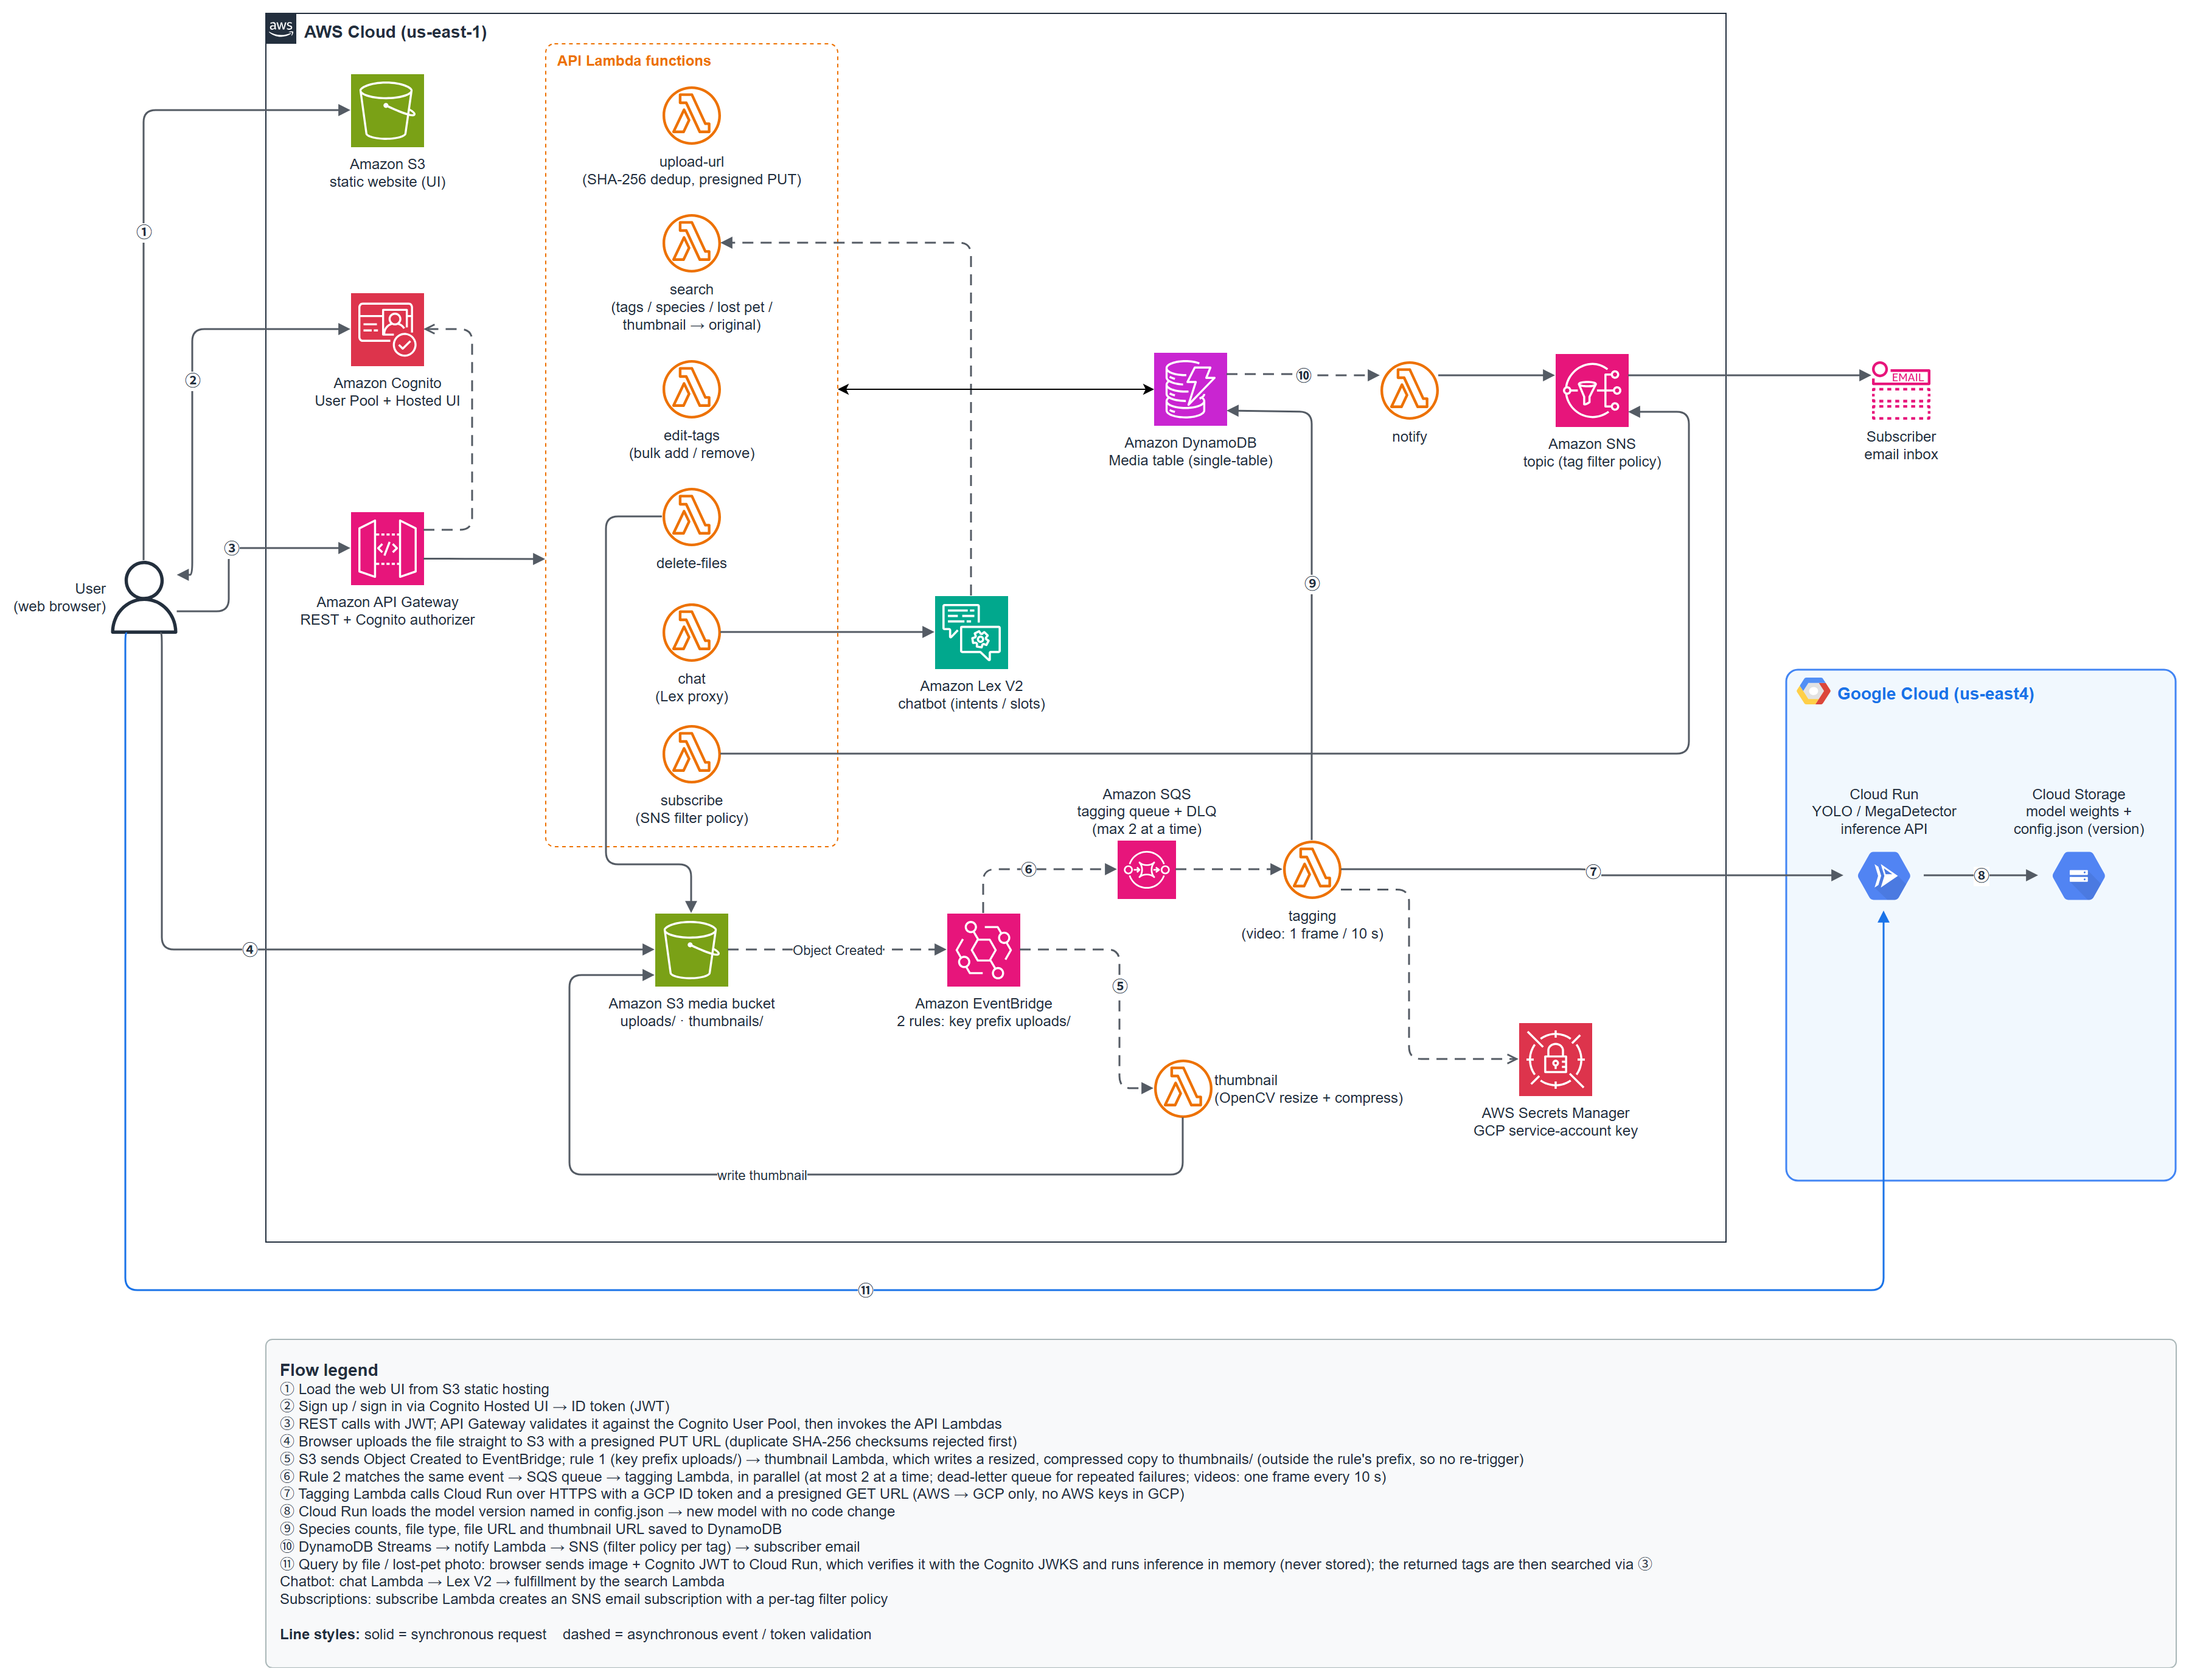 aws
AWS Cloud (us-east-1)
API Lambda functions
Amazon S3
static website (UI)
upload-url
(SHA-256 dedup, presigned PUT)
①
search
(tags / species / lost pet /
thumbnail → original)
②
Amazon Cognito
User Pool + Hosted UI
edit-tags
(bulk add / remove)
Amazon DynamoDB
Media table (single-table)
⑩
notify
Amazon SNS
topic (tag filter policy)
EMAIL
Subscriber
email inbox
③
</>
Amazon API Gateway
REST + Cognito authorizer
User
(web browser)
delete-files
⑨
chat
(Lex proxy)
Amazon Lex V2
chatbot (intents / slots)
subscribe
(SNS filter policy)
Google Cloud (us-east4)
Cloud Run
YOLO / MegaDetector
inference API
Cloud Storage
model weights +
config.json (version)
⑧
Amazon SQS
tagging queue + DLQ
(max 2 at a time)
⑥
⑦
tagging
(video: 1 frame / 10 s)
④
Object Created
Amazon S3 media bucket
uploads/ · thumbnails/
Amazon EventBridge
2 rules: key prefix uploads/
⑤
thumbnail
(OpenCV resize + compress)
AWS Secrets Manager
GCP service-account key
write thumbnail
⑪
Flow legend
① Load the web UI from S3 static hosting
② Sign up / sign in via Cognito Hosted UI → ID token (JWT)
③ REST calls with JWT; API Gateway validates it against the Cognito User Pool, then invokes the API Lambdas
④ Browser uploads the file straight to S3 with a presigned PUT URL (duplicate SHA-256 checksums rejected first)
⑤ S3 sends Object Created to EventBridge; rule 1 (key prefix uploads/) → thumbnail Lambda, which writes a resized, compressed copy to thumbnails/ (outside the rule's prefix, so no re-trigger)
⑥ Rule 2 matches the same event → SQS queue → tagging Lambda, in parallel (at most 2 at a time; dead-letter queue for repeated failures; videos: one frame every 10 s)
⑦ Tagging Lambda calls Cloud Run over HTTPS with a GCP ID token and a presigned GET URL (AWS → GCP only, no AWS keys in GCP)
⑧ Cloud Run loads the model version named in config.json → new model with no code change
⑨ Species counts, file type, file URL and thumbnail URL saved to DynamoDB
⑩ DynamoDB Streams → notify Lambda → SNS (filter policy per tag) → subscriber email
⑪ Query by file / lost-pet photo: browser sends image + Cognito JWT to Cloud Run, which verifies it with the Cognito JWKS and runs inference in memory (never stored); the returned tags are then searched via ③
Chatbot: chat Lambda → Lex V2 → fulfillment by the search Lambda
Subscriptions: subscribe Lambda creates an SNS email subscription with a per-tag filter policy
Line styles: solid = synchronous request    dashed = asynchronous event / token validation